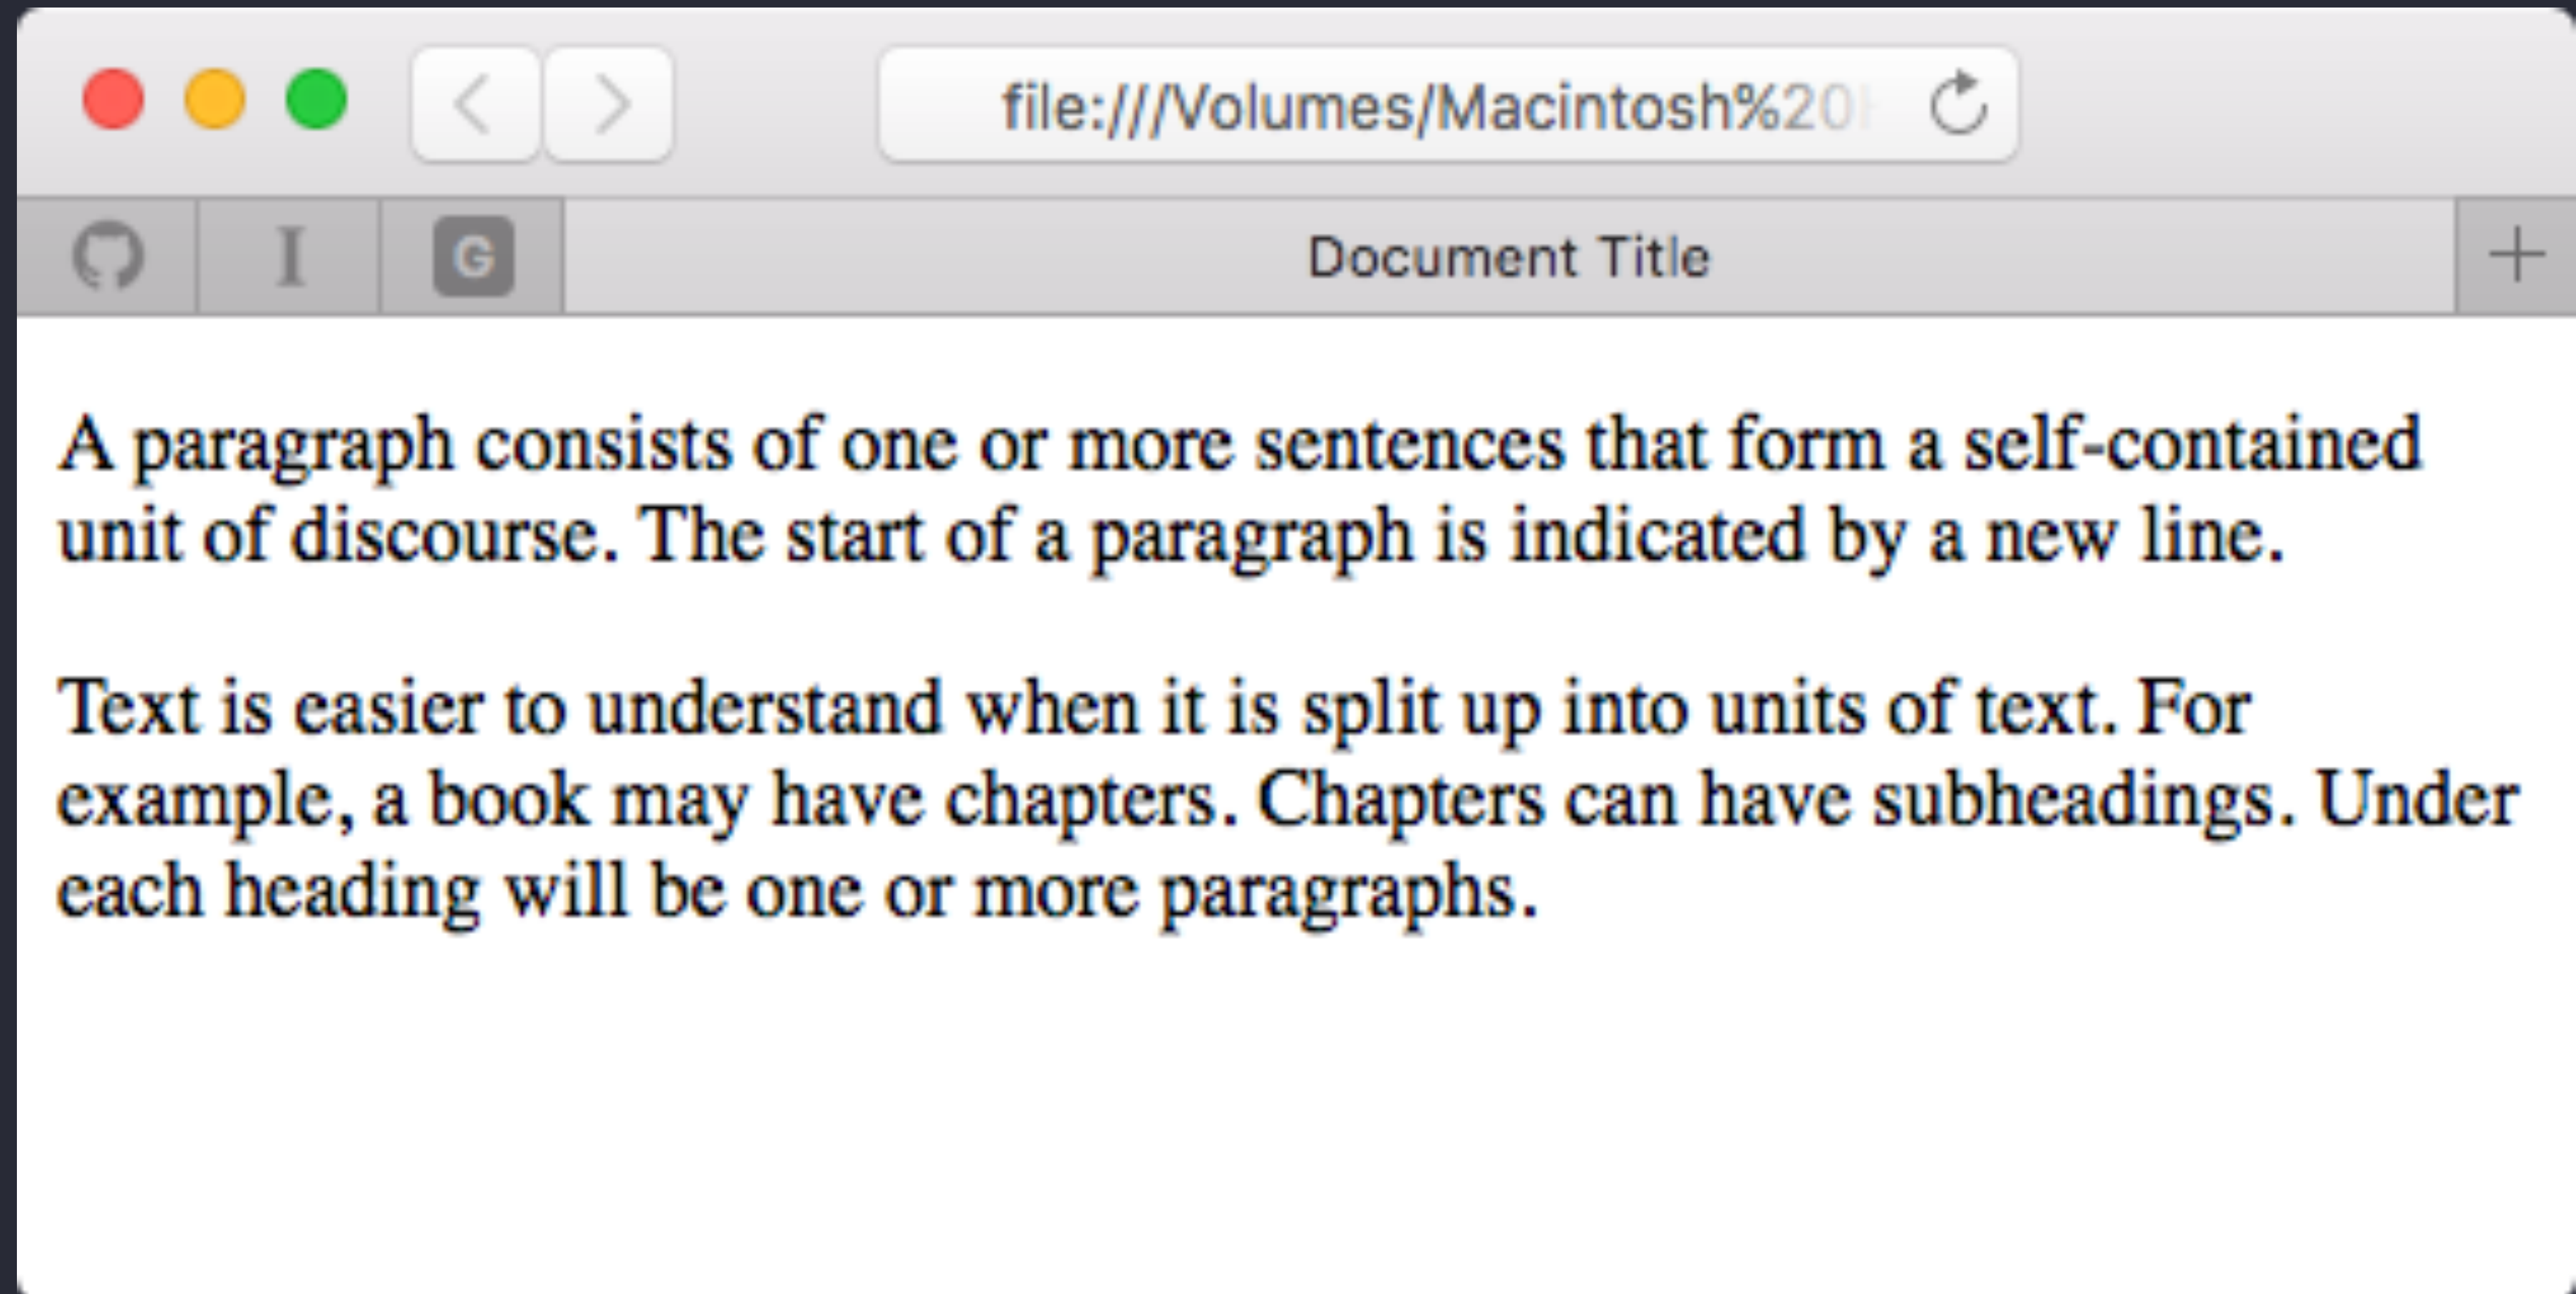 file:///Volumes/Macintosh%20
I
G
Document Title
A paragraph consists of one or more sentences that form a self-contained
unit of discourse. The start of a paragraph is indicated by a new line.
Text is easier to understand when it is split up into units of text. For
example, a book may have chapters. Chapters can have subheadings. Under
each heading will be one or more paragraphs.